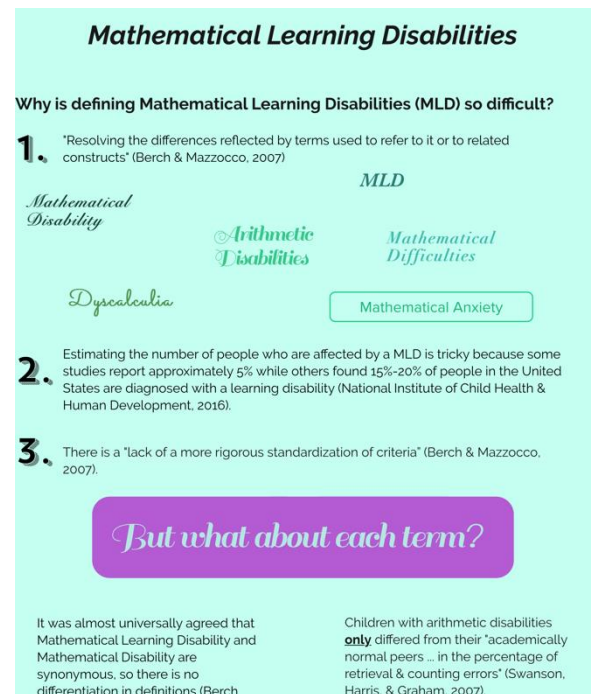 Mathematical Learning Disabilities
Why is defining Mathematical Learning Disabilities (MLD) so difficult?
1. "Resolving the differences reflected by terms used to refer to it or to related
constructs" (Berch & Mazzocco, 2007)
MLD
Mathematical
Disability
Arithmetic
Disabilities
Mathematical
Difficulties
Dyscalculia
Mathematical Anxiety
2. Estimating the number of people who are affected by a MLD is tricky because some
studies report approximately 5% while others found 15%-20% of people in the United
States are diagnosed with a learning disability (National Institute of Child Health &
Human Development, 2016).
3. There is a "lack of a more rigorous standardization of criteria" (Berch & Mazzocco,
2007).
But what about each term?
It was almost universally agreed that
Mathematical Learning Disability and
Mathematical Disability are
synonymous, so there is no
differentiation in definitions (Berch
Children with arithmetic disabilities
only differed from their "academically
normal peers ... in the percentage of
retrieval & counting errors" (Swanson,
Harris, & Graham, 2007)